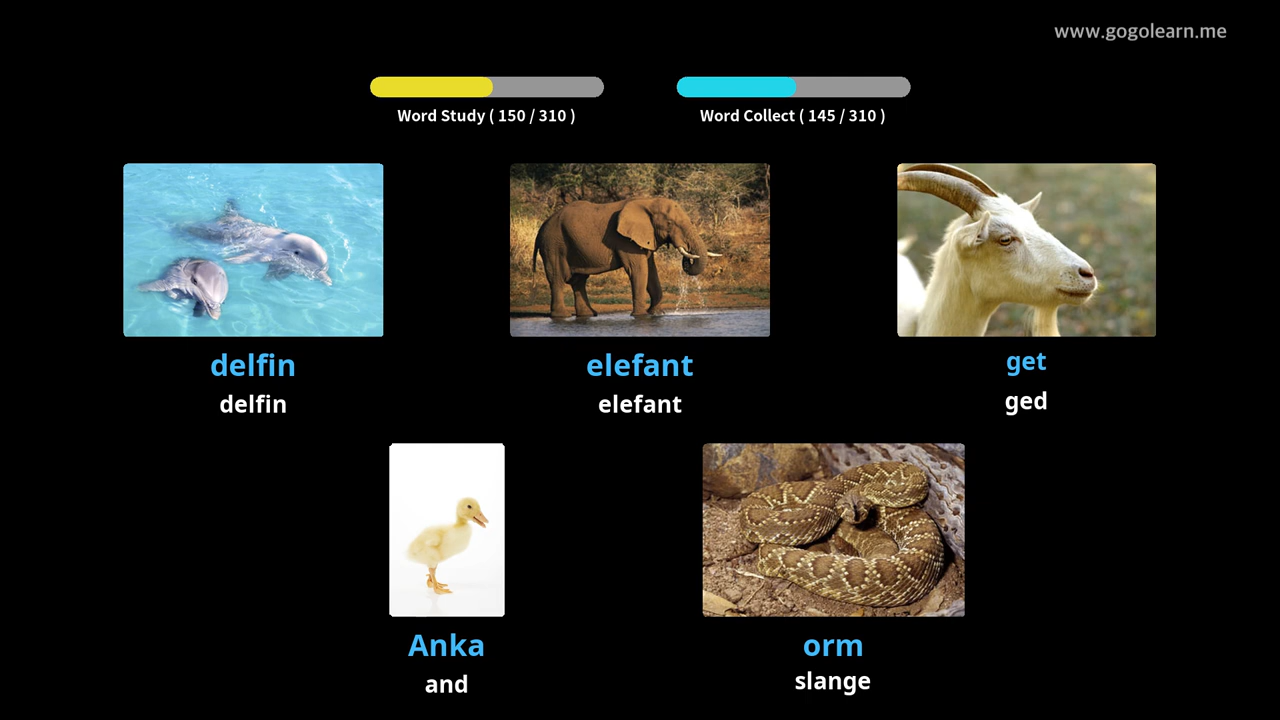 www.gogolearn.me
Word Study ( 150 / 310 )
Word Collect ( 145 / 310 )
delfin
delfin
elefant
elefant
get
ged
Anka
and
orm
slange